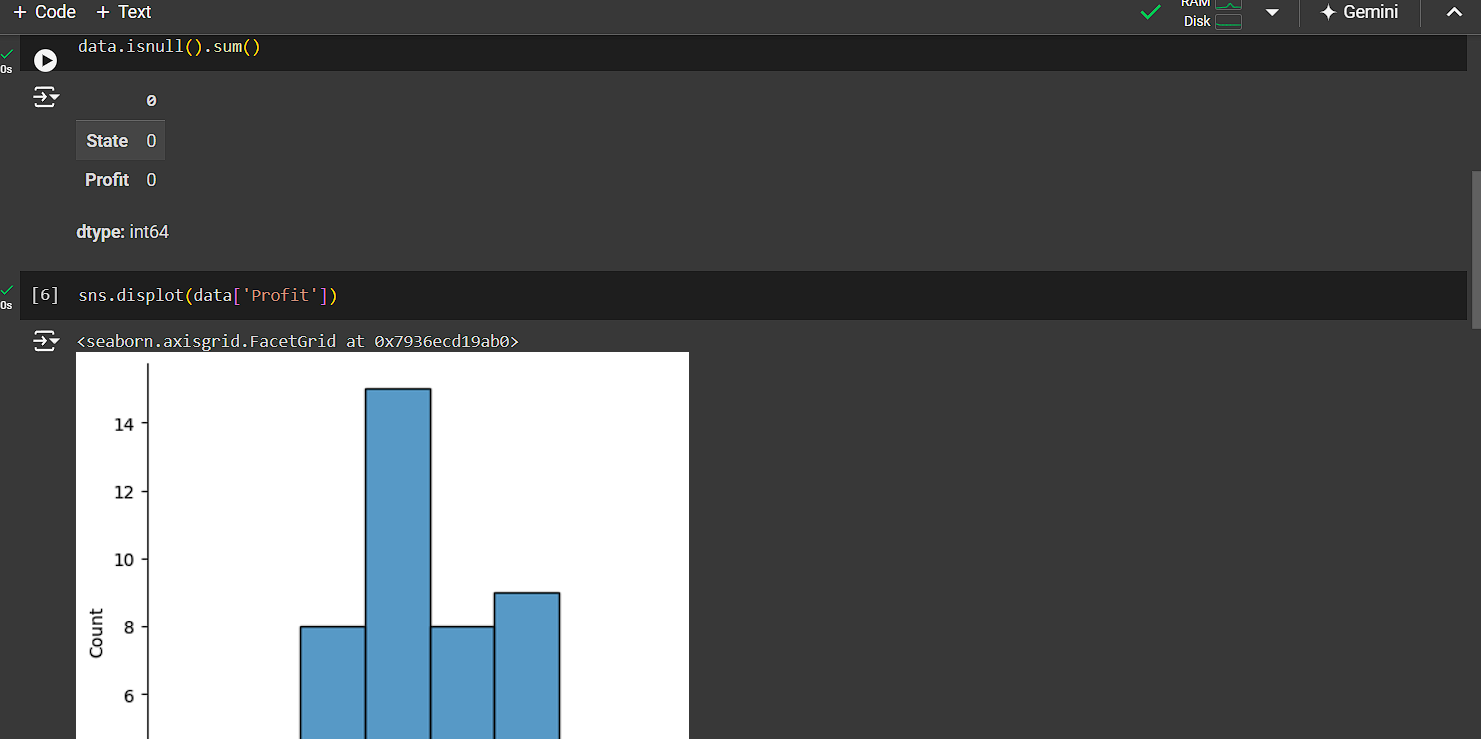 + Code + Text
RAM
Disk
Gemini
data.isnull().sum()
0s
0
State 0
Profit 0
dtype: int64
[6] sns.displot(data['Profit'])
0s
<seaborn.axisgrid.FacetGrid at 0x7936ecd19ab0>
14
12
10
8
6
Count